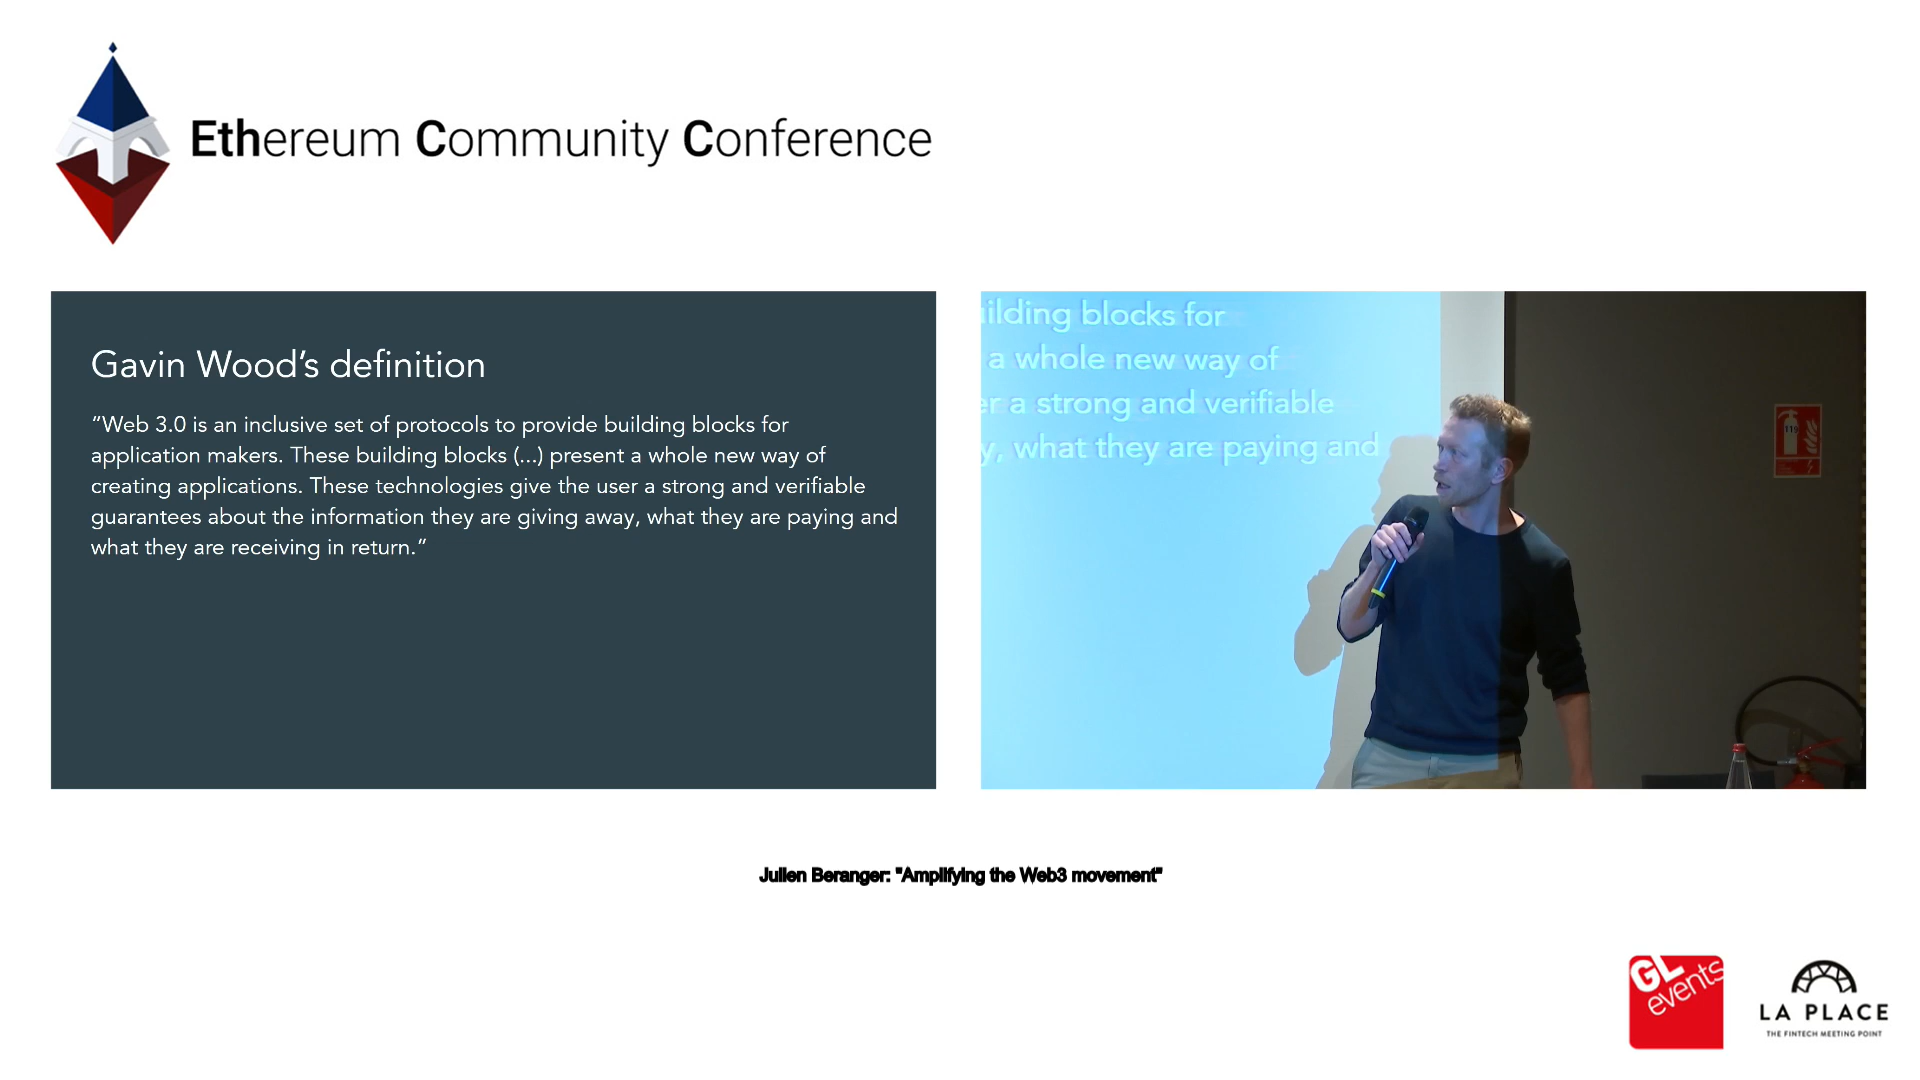 Ethereum Community Conference
Gavin Wood’s definition
“Web 3.0 is an inclusive set of protocols to provide building blocks for
application makers. These building blocks (...) present a whole new way of
creating applications. These technologies give the user a strong and verifiable
guarantees about the information they are giving away, what they are paying and
what they are receiving in return.”
ilding blocks for
a whole new way of
er a strong and verifiable
y, what they are paying and
Julien Beranger: "Amplifying the Web3 movement"
GL
events
LA PLACE
THE FINTECH MEETING POINT